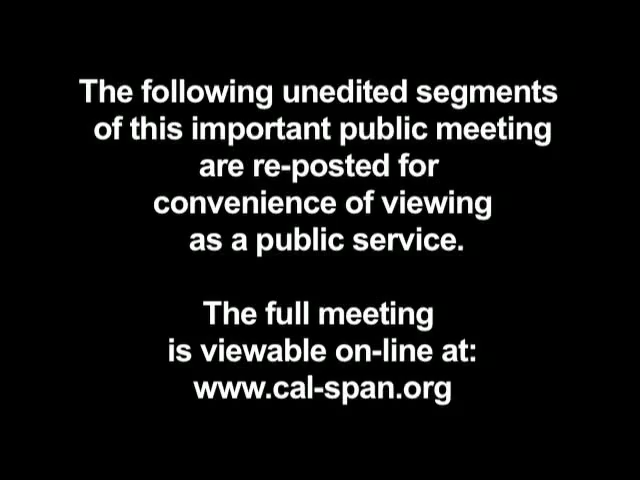 The following unedited segments
of this important public meeting
are re-posted for
convenience of viewing
as a public service.
The full meeting
is viewable on-line at:
www.cal-span.org